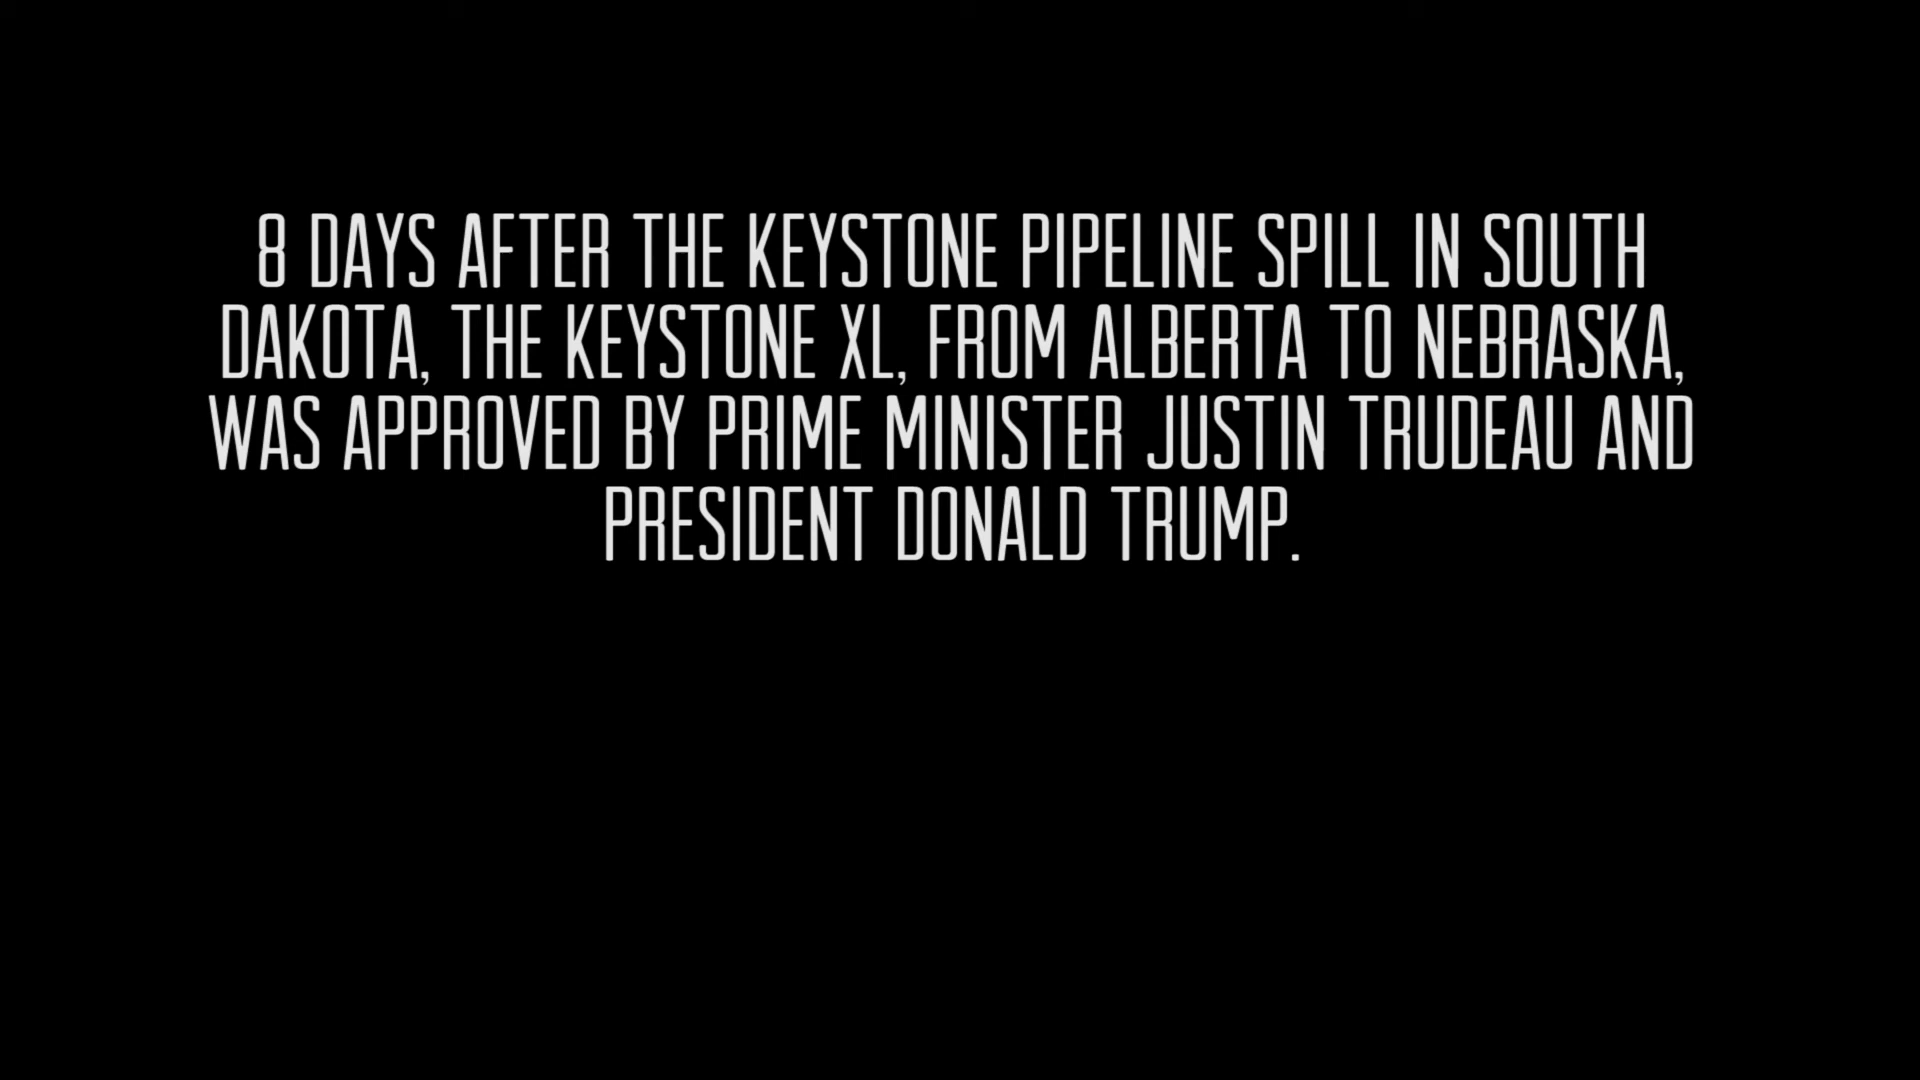 8 DAYS AFTER THE KEYSTONE PIPELINE SPILL IN SOUTH
DAKOTA, THE KEYSTONE XL, FROM ALBERTA TO NEBRASKA,
WAS APPROVED BY PRIME MINISTER JUSTIN TRUDEAU AND
PRESIDENT DONALD TRUMP.